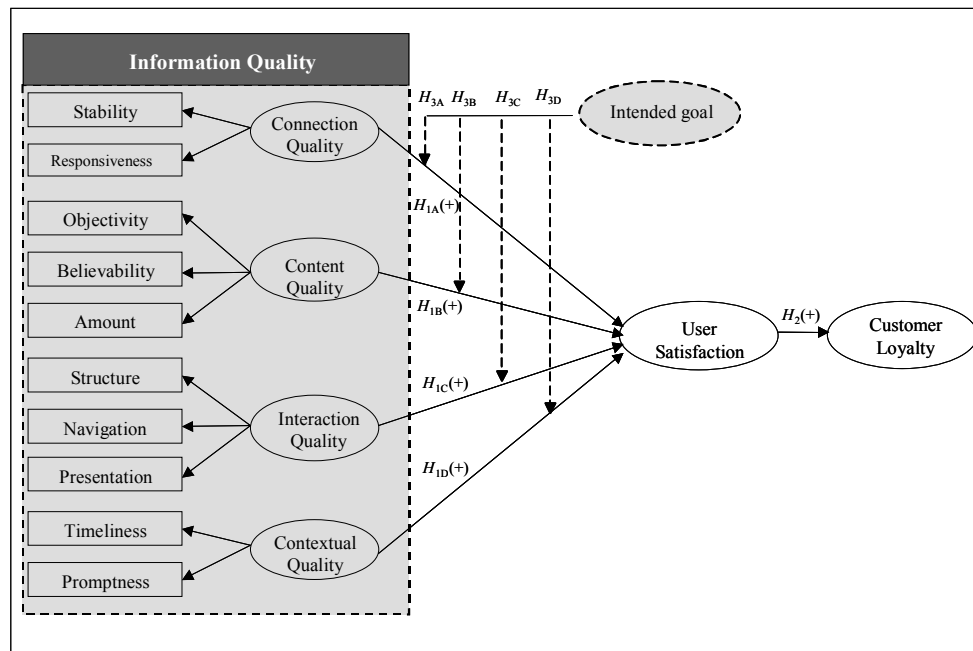 Information Quality
Stability
Responsiveness
Connection
Quality
Objectivity
Believability
Amount
Content
Quality
Structure
Navigation
Presentation
Interaction
Quality
Timeliness
Promptness
Contextual
Quality
H3A H3B H3C H3D
Intended goal
H1A(+)
H1B(+)
H1C(+)
H1D(+)
User
Satisfaction
H2(+)
Customer
Loyalty